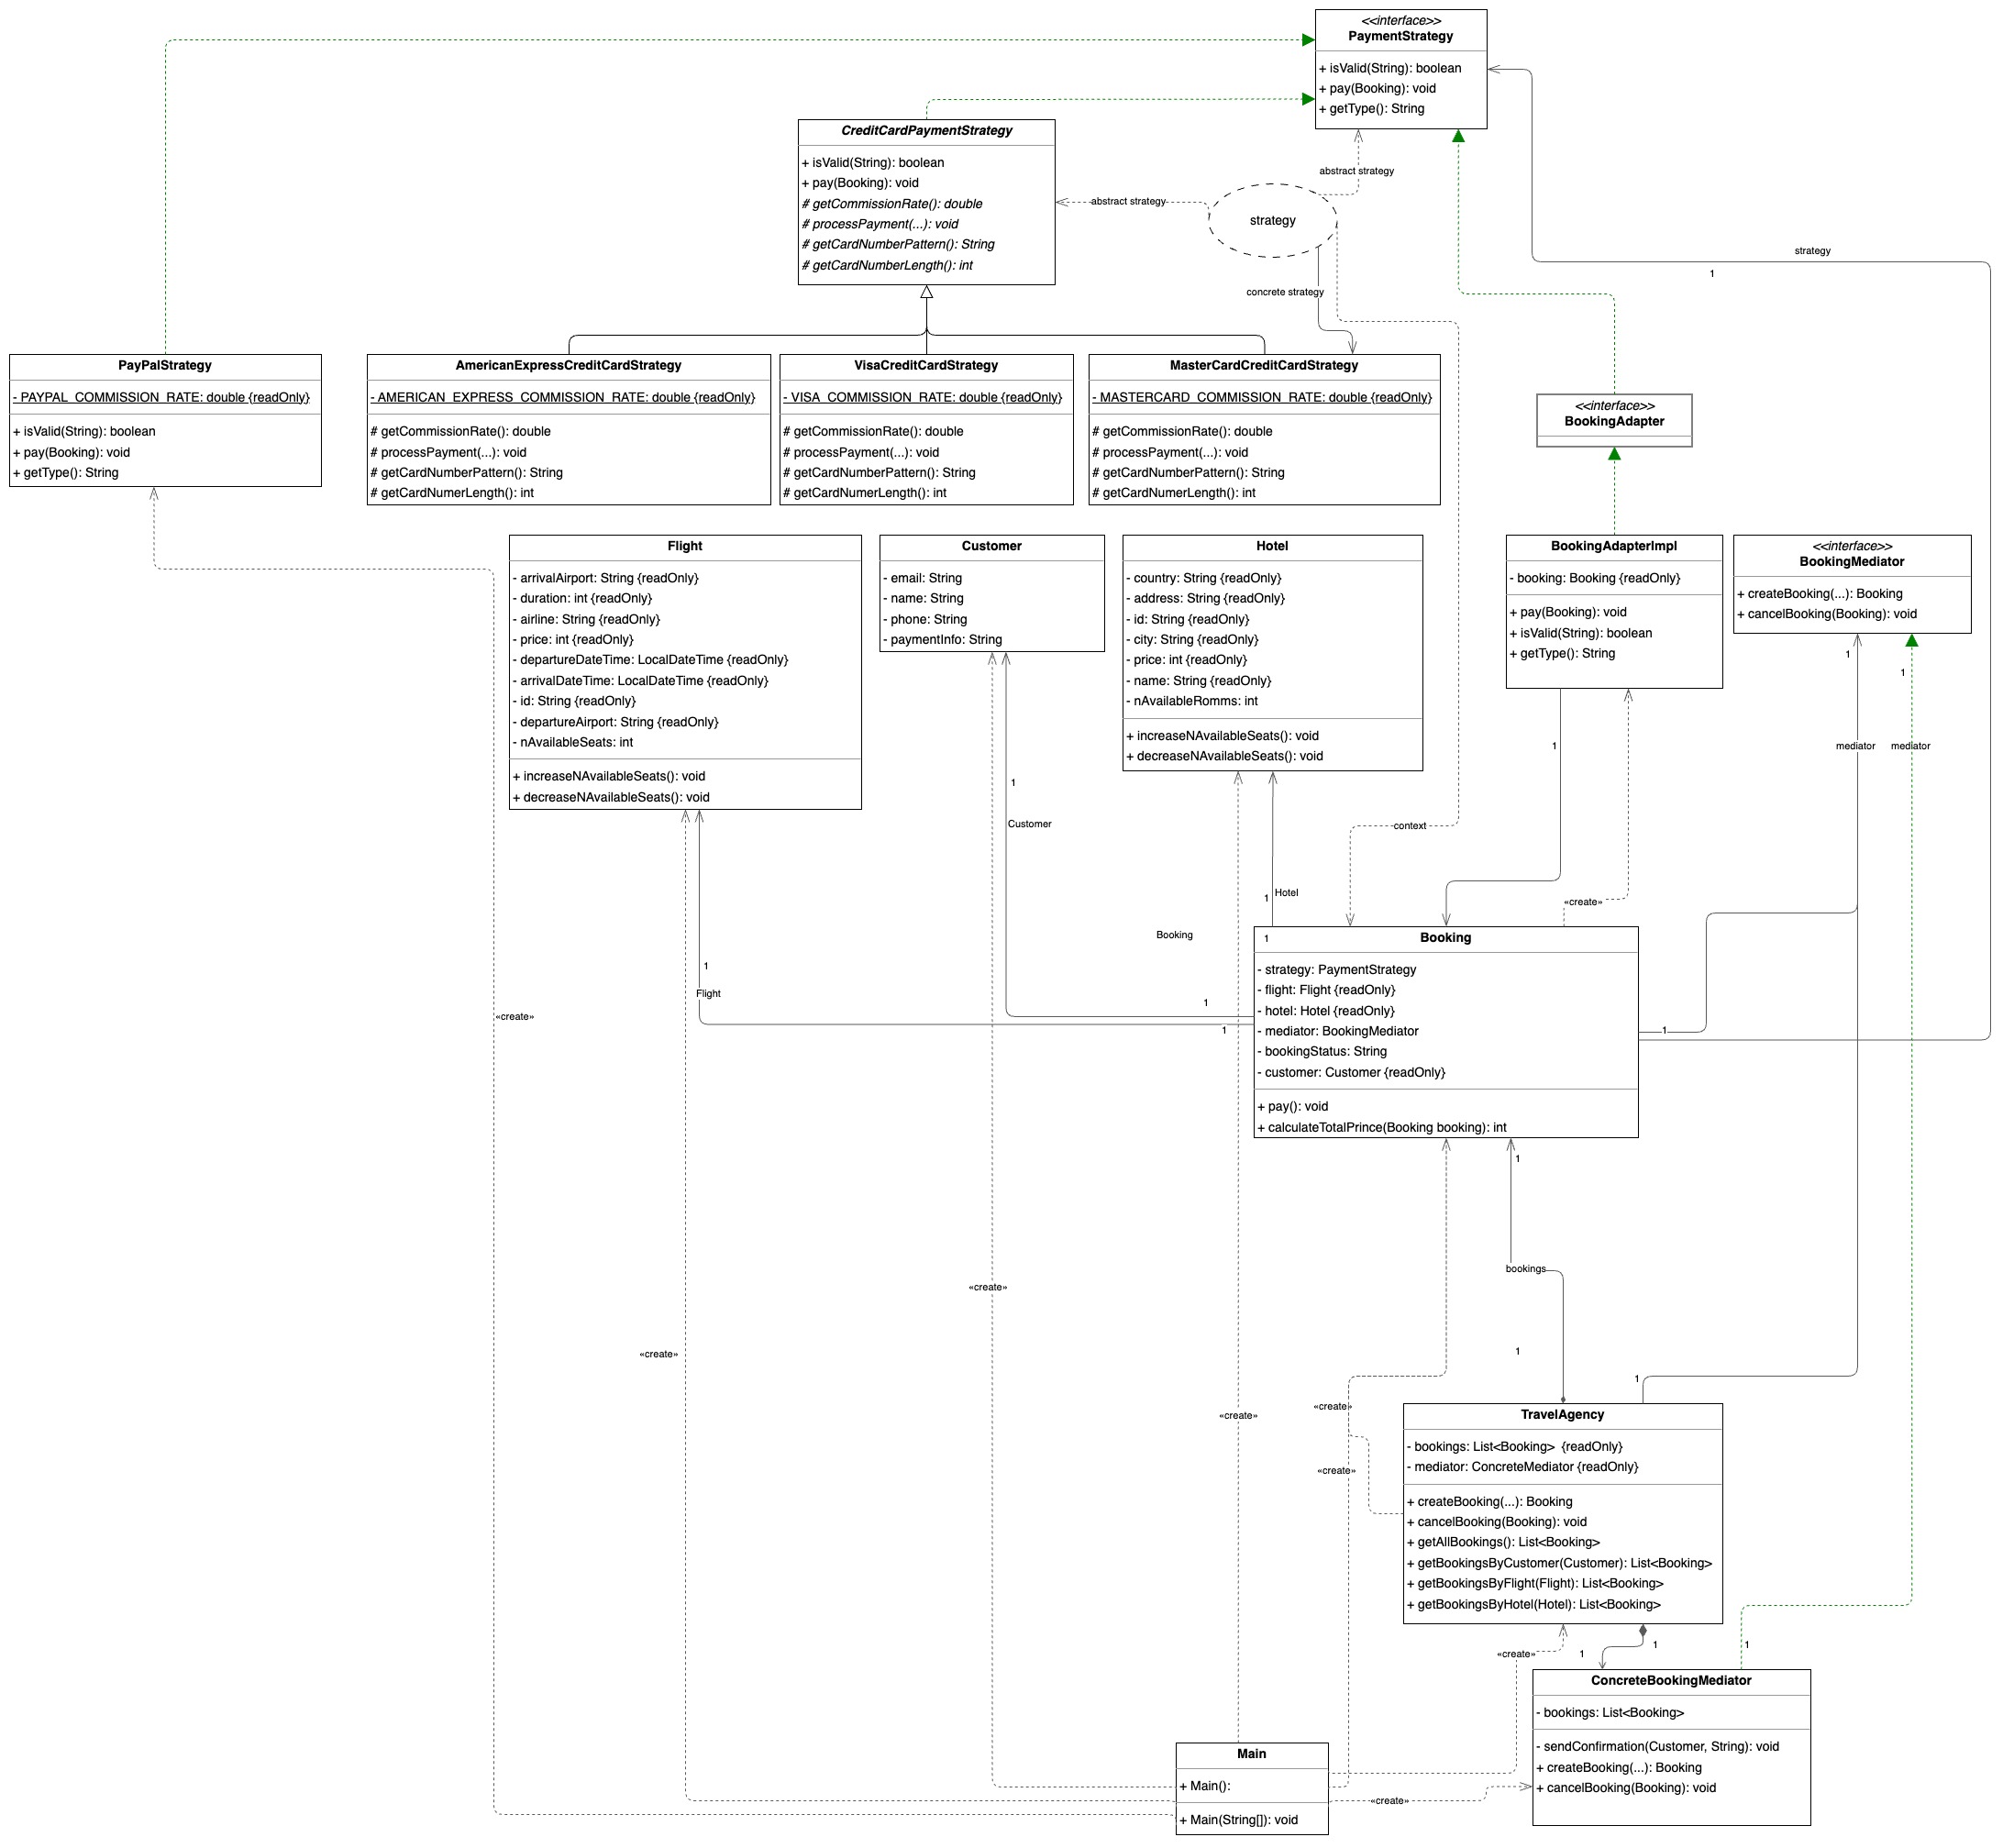 <<interface>>
PaymentStrategy
+ isValid(String): boolean
+ pay(Booking): void
+ getType(): String
CreditCardPaymentStrategy
+ isValid(String): boolean
+ pay(Booking): void
# getCommissionRate(): double
# processPayment(...): void
# getCardNumberPattern(): String
# getCardNumberLength(): int
abstract strategy
abstract strategy
strategy
concrete strategy
strategy
1
PayPalStrategy
- PAYPAL_COMMISSION_RATE: double {readOnly}
+ isValid(String): boolean
+ pay(Booking): void
+ getType(): String
AmericanExpressCreditCardStrategy
- AMERICAN_EXPRESS_COMMISSION_RATE: double {readOnly}
# getCommissionRate(): double
# processPayment(...): void
# getCardNumberPattern(): String
# getCardNumerLength(): int
VisaCreditCardStrategy
- VISA_COMMISSION_RATE: double {readOnly}
# getCommissionRate(): double
# processPayment(...): void
# getCardNumberPattern(): String
# getCardNumerLength(): int
MasterCardCreditCardStrategy
- MASTERCARD_COMMISSION_RATE: double {readOnly}
# getCommissionRate(): double
# processPayment(...): void
# getCardNumberPattern(): String
# getCardNumerLength(): int
<<interface>>
BookingAdapter
Flight
- arrivalAirport: String {readOnly}
- duration: int {readOnly}
- airline: String {readOnly}
- price: int {readOnly}
- departureDateTime: LocalDateTime {readOnly}
- arrivalDateTime: LocalDateTime {readOnly}
- id: String {readOnly}
- departureAirport: String {readOnly}
- nAvailableSeats: int
+ increaseNAvailableSeats(): void
+ decreaseNAvailableSeats(): void
Customer
- email: String
- name: String
- phone: String
- paymentInfo: String
Hotel
- country: String {readOnly}
- address: String {readOnly}
- id: String {readOnly}
- city: String {readOnly}
- price: int {readOnly}
- name: String {readOnly}
- nAvailableRomms: int
+ increaseNAvailableSeats(): void
+ decreaseNAvailableSeats(): void
BookingAdapterImpl
- booking: Booking {readOnly}
+ pay(Booking): void
+ isValid(String): boolean
+ getType(): String
<<interface>>
BookingMediator
+ createBooking(...): Booking
+ cancelBooking(Booking): void
1
1
1
mediator
mediator
1
Customer
context
1
Hotel
«create»
Booking
1
Flight
1
1
«create»
1
Booking
- strategy: PaymentStrategy
- flight: Flight {readOnly}
- hotel: Hotel {readOnly}
- mediator: BookingMediator
- bookingStatus: String
- customer: Customer {readOnly}
+ pay(): void
+ calculateTotalPrince(Booking booking): int
1
1
bookings
«create»
1
«create»
1
«create»
«create»
«create»
TravelAgency
- bookings: List<Booking>  {readOnly}
- mediator: ConcreteMediator {readOnly}
+ createBooking(...): Booking
+ cancelBooking(Booking): void
+ getAllBookings(): List<Booking>
+ getBookingsByCustomer(Customer): List<Booking>
+ getBookingsByFlight(Flight): List<Booking>
+ getBookingsByHotel(Hotel): List<Booking>
«create»
1
1
1
ConcreteBookingMediator
- bookings: List<Booking>
- sendConfirmation(Customer, String): void
+ createBooking(...): Booking
+ cancelBooking(Booking): void
Main
+ Main():
+ Main(String[]): void
«create»